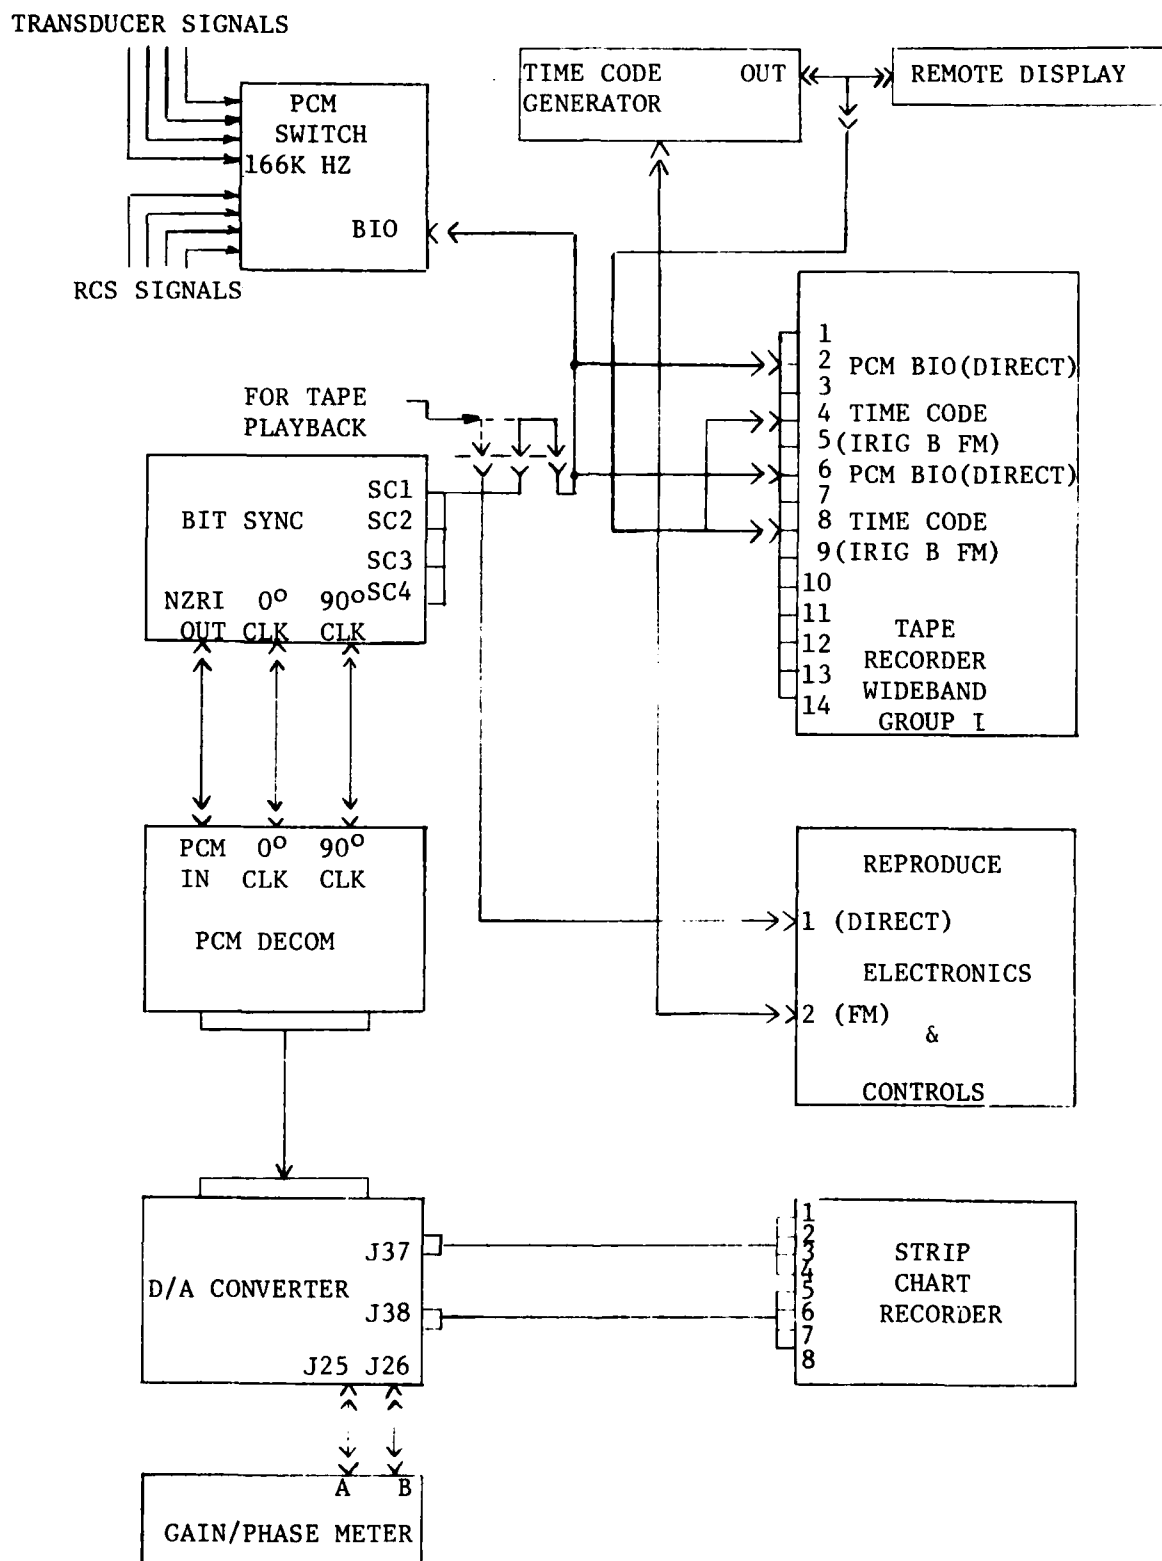 TRANSDUCER SIGNALS
PCM
SWITCH
166K HZ
BIO
RCS SIGNALS
TIME CODE OUT
GENERATOR
REMOTE DISPLAY
1
2 PCM BIO(DIRECT)
3
4 TIME CODE
5 (IRIG B FM)
6 PCM BIO(DIRECT)
7
8 TIME CODE
9 (IRIG B FM)
10
11
12
13
14
TAPE
RECORDER
WIDEBAND
GROUP I
FOR TAPE
PLAYBACK
SC1
BIT SYNC SC2
SC3
SC4
NZRI 0° 90°
OUT CLK CLK
PCM 0° 90°
IN CLK CLK
PCM DECOM
REPRODUCE
1 (DIRECT)
ELECTRONICS
2 (FM)
&
CONTROLS
J37
D/A CONVERTER
J38
J25 J26
1
2
3
4
5
6
7
8
STRIP
CHART
RECORDER
A B
GAIN/PHASE METER